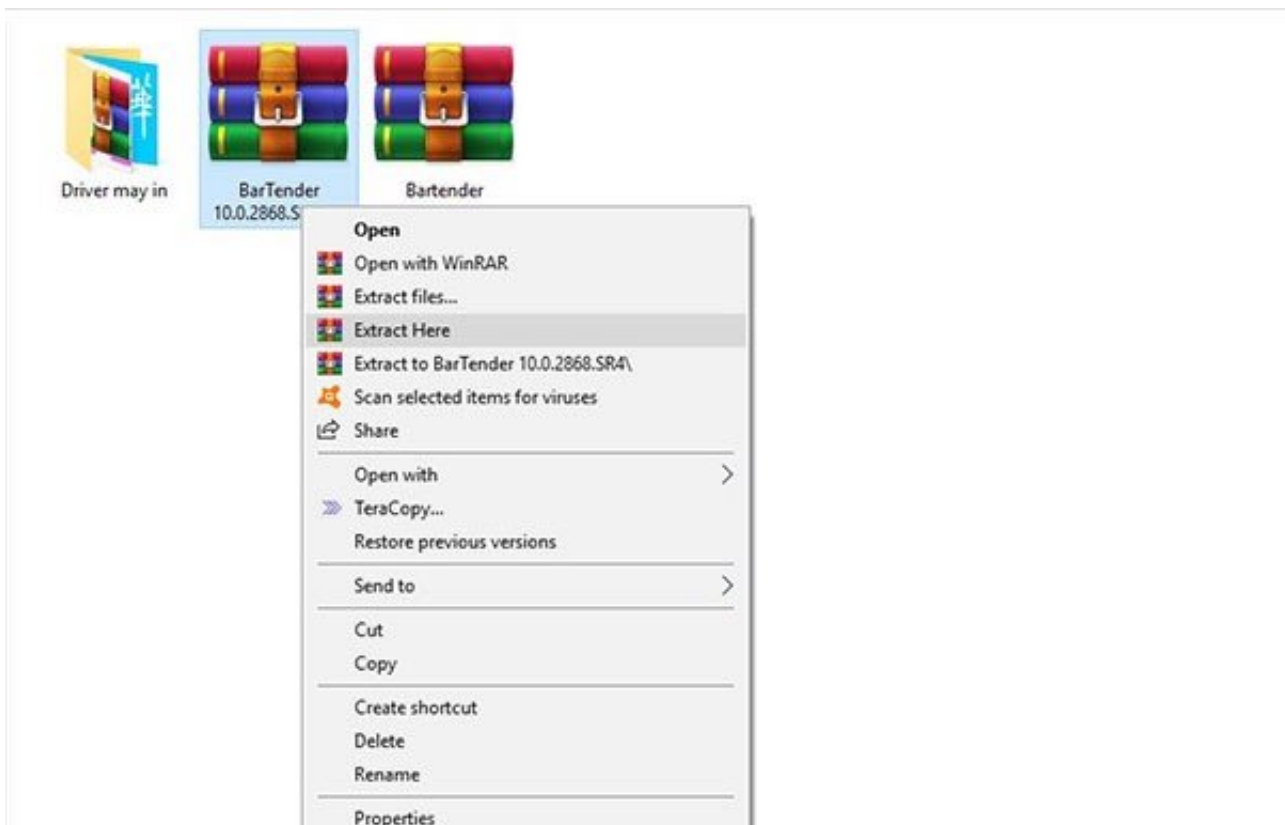 Driver may in
BarTender
10.0.2868.S
Bartender
Open
Open with WinRAR
Extract files...
Extract Here
Extract to BarTender 10.0.2868.SR4\
Scan selected items for viruses
Share
Open with
TeraCopy...
Restore previous versions
Send to
Cut
Copy
Create shortcut
Delete
Rename
Properties